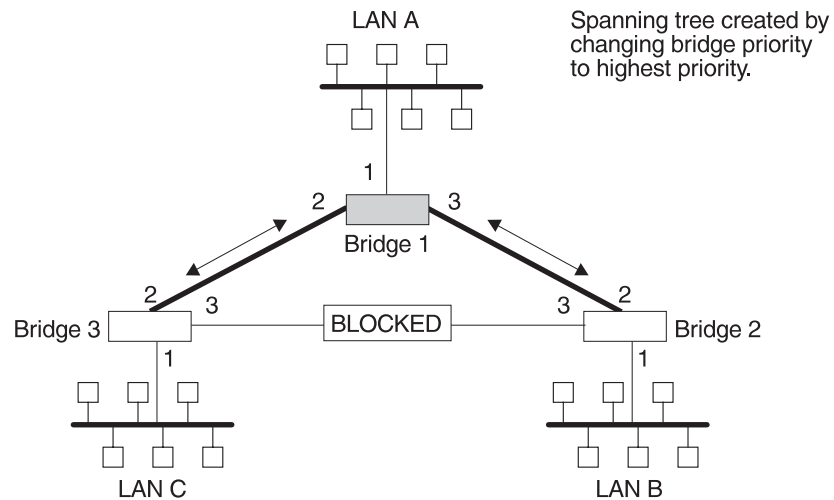 LAN A
Spanning tree created by
changing bridge priority
to highest priority.
1
2
3
Bridge 1
2
3
3
2
Bridge 3
BLOCKED
Bridge 2
1
1
LAN C
LAN B